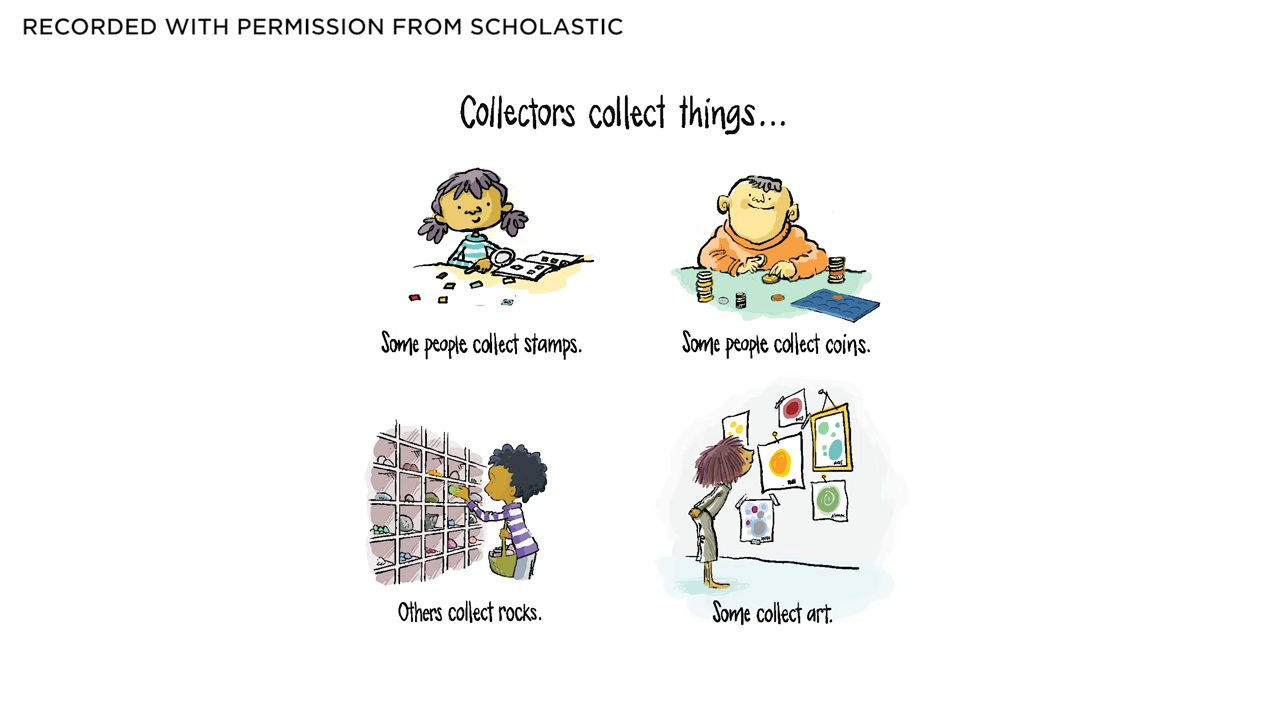 RECORDED WITH PERMISSION FROM SCHOLASTIC
Collectors collect things...
Some people collect stamps.
Some people collect coins.
Others collect rocks.
Some collect art.